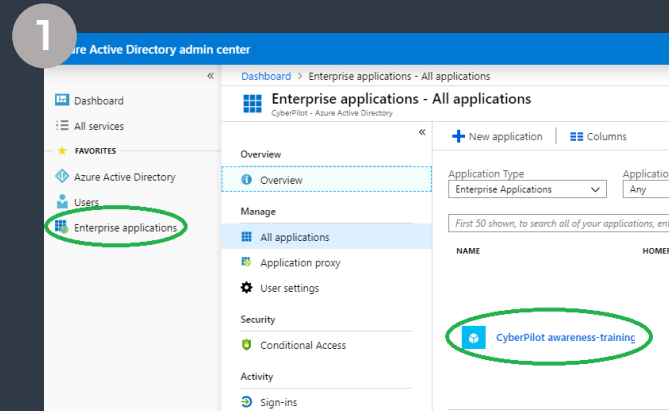 1
re Active Directory admin center
«
Dashboard
All services
FAVORITES
Azure Active Directory
Users
Enterprise applications
Dashboard > Enterprise applications - All applications
Enterprise applications - All applications
CyberPilot - Azure Active Directory
«
Overview
Overview
Manage
All applications
Application proxy
User settings
Security
Conditional Access
Activity
Sign-ins
New application
Columns
Application Type
Enterprise Applications
Applicatio
Any
First 50 shown, to search all of your applications, ent
NAME
HOMEP
CyberPilot awareness-training